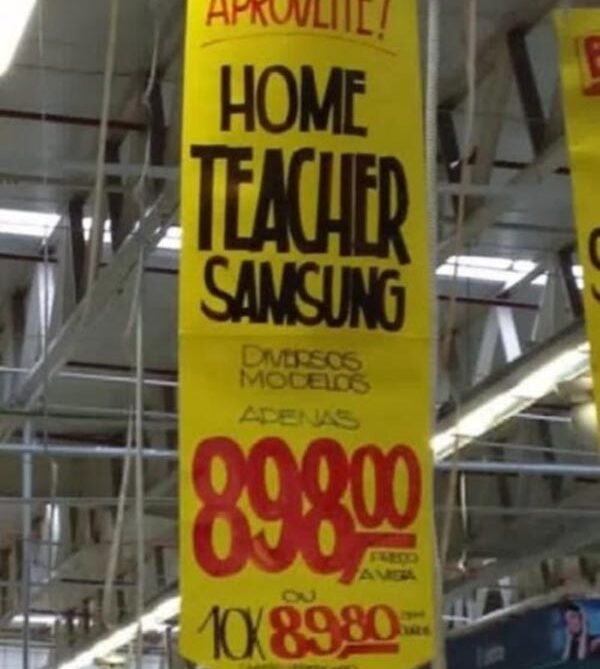 APROVEITE!
HOME
TEACHER
SAMSUNG
DIVERSOS
MODELOS
APENAS
898,00
PREÇO
A VISTA
OU
10X 89,80